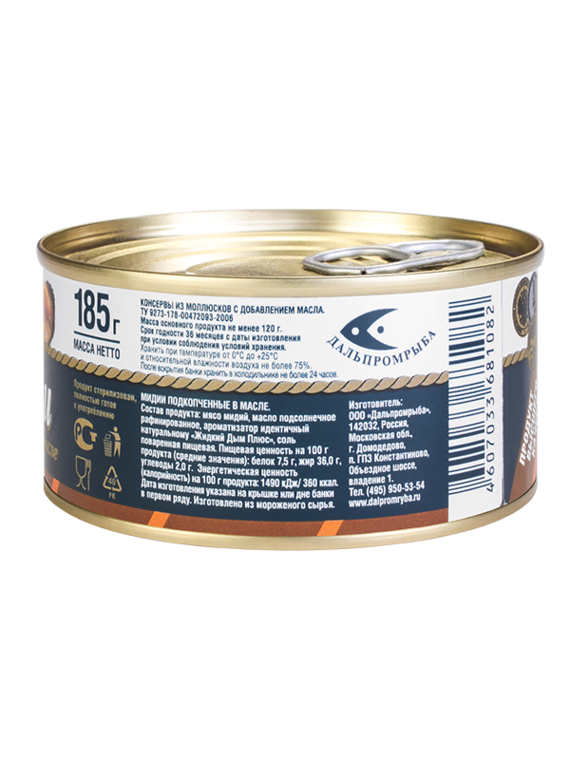 185г
МАССА НЕТТО
КОНСЕРВЫ ИЗ МОЛЛЮСКОВ С ДОБАВЛЕНИЕМ МАСЛА.
ТУ 9273-178-00472093-2006
Масса основного продукта не менее 120 г.
Срок годности 36 месяцев с даты изготовления
при условии соблюдения условий хранения.
Хранить при температуре от 0°С до +25°С
и относительной влажности воздуха не более 75%.
После вскрытия банки хранить в холодильнике не более 24 часов.
ДАЛЬПРОМРЫБА
Продукт стерилизован,
полностью готов
к употреблению
40
FE
МИДИИ ПОДКОПЧЕННЫЕ В МАСЛЕ.
Состав продукта: мясо мидий, масло подсолнечное
рафинированное, ароматизатор идентичный
натуральному "Жидкий Дым Плюс", соль
поваренная пищевая. Пищевая ценность на 100 г
продукта (средние значения): белок 7,5 г, жир 36,0 г,
углеводы 2,0 г. Энергетическая ценность
(калорийность) на 100 г продукта: 1490 кДж/ 360 ккал.
Дата изготовления указана на крышке или дне банки
в первом ряду. Изготовлено из мороженого сырья.
Изготовитель:
ООО "Дальпромрыба",
142032, Россия,
Московская обл.,
г. Домодедово,
д. ГПЗ Константиново,
Объездное шоссе,
владение 1.
Тел. (495) 950-53-54
www.dalpromryba.ru
4607033681082